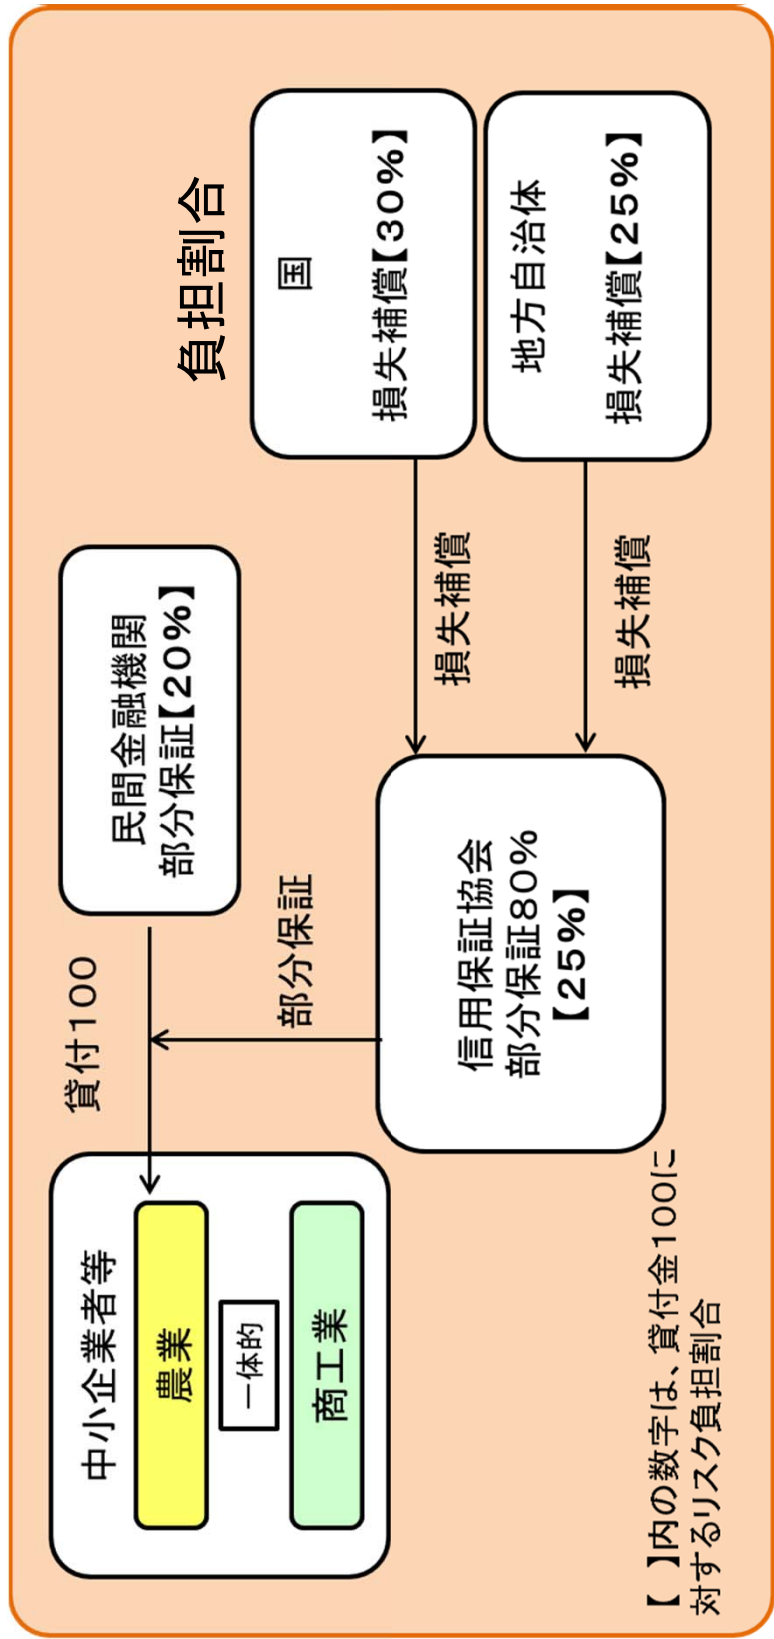 負担割合
中小企業者等
農業
一体的
商工業
貸付100
民間金融機関
部分保証【20%】
部分保証
信用保証協会
部分保証80%
【25%】
国
損失補償【30%】
損失補償
地方自治体
損失補償【25%】
損失補償
【 】内の数字は、貸付金100に
対するリスク負担割合